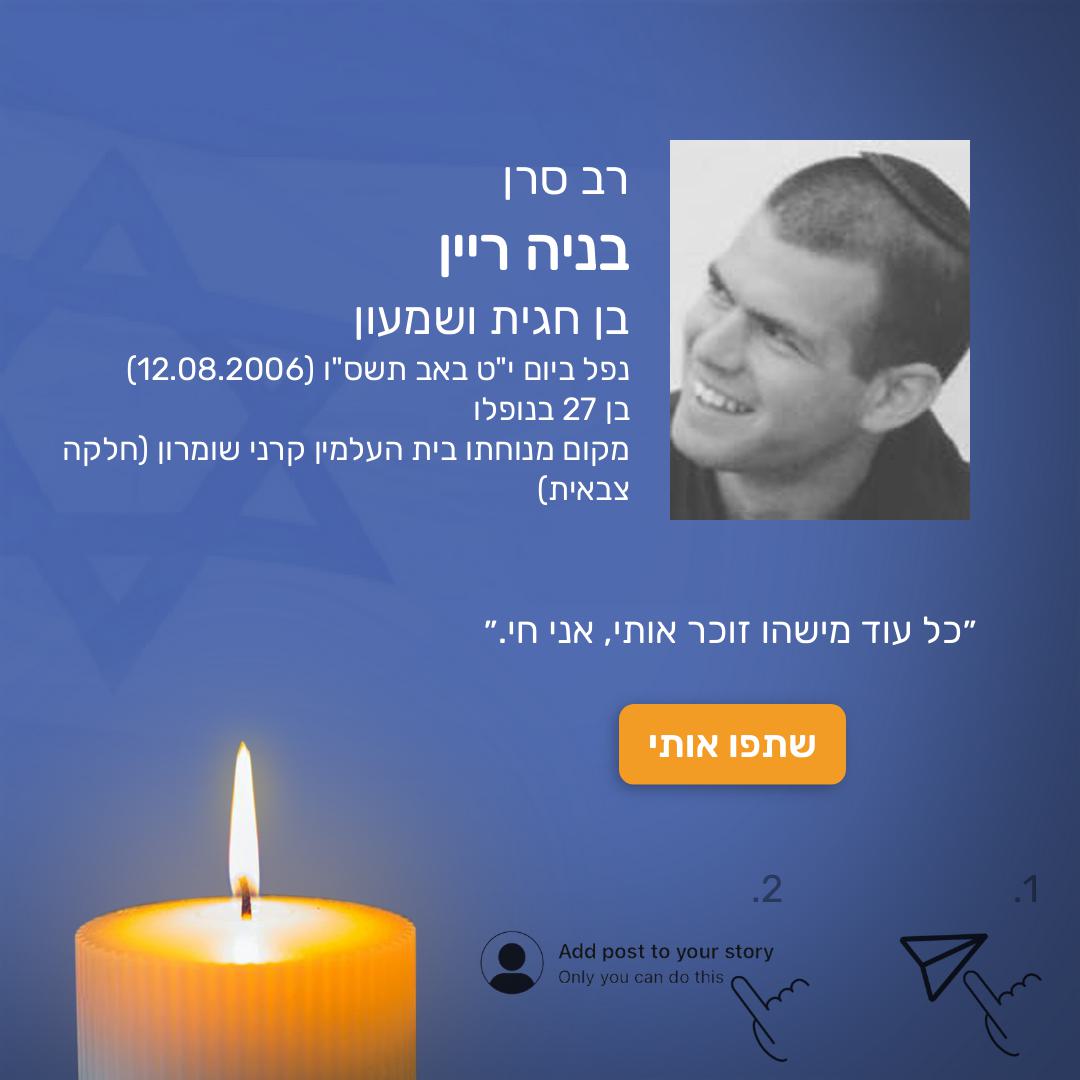 רב סרן
בניה ריין
בן חגית ושמעון
נפל ביום י"ט באב תשס"ו (12.08.2006)
בן 27 בנופלו
מקום מנוחתו בית העלמין קרני שומרון (חלקה
צבאית)
״כל עוד מישהו זוכר אותי, אני חי.״
שתפו אותי
.1
.2
Add post to your story
Only you can do this